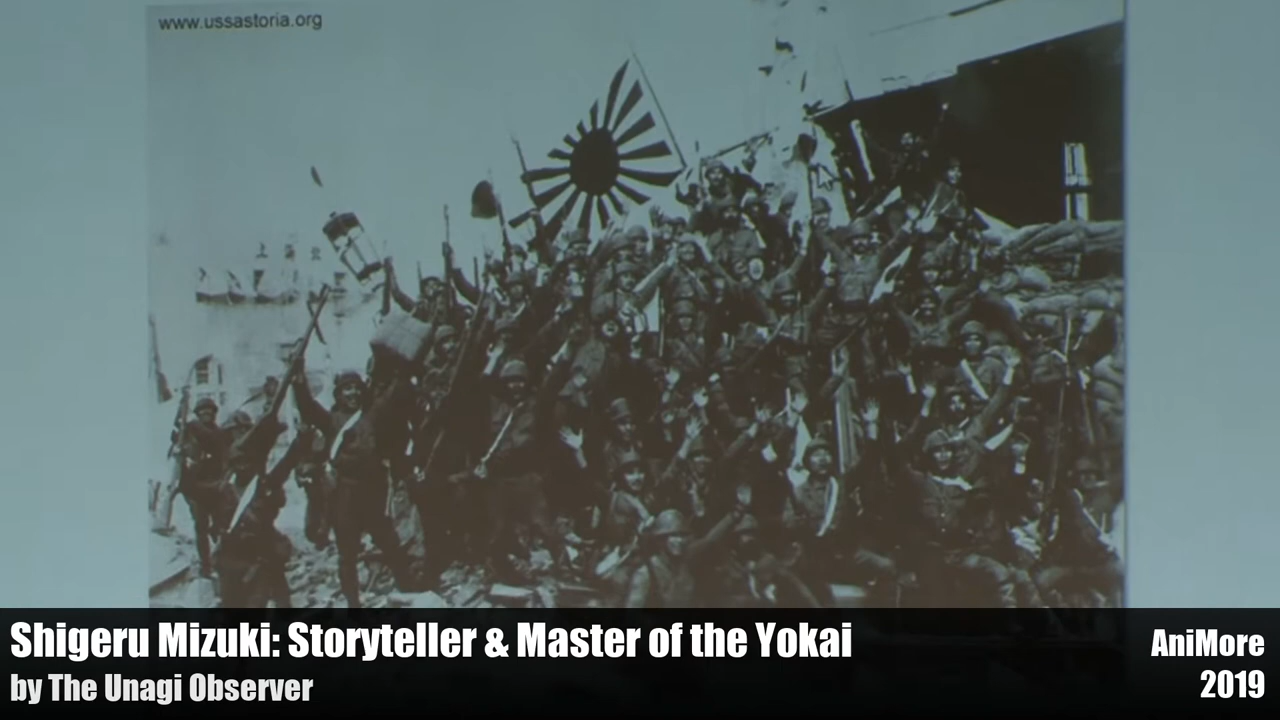 www.ussastoria.org
Shigeru Mizuki: Storyteller & Master of the Yokai
by The Unagi Observer
AniMore
2019